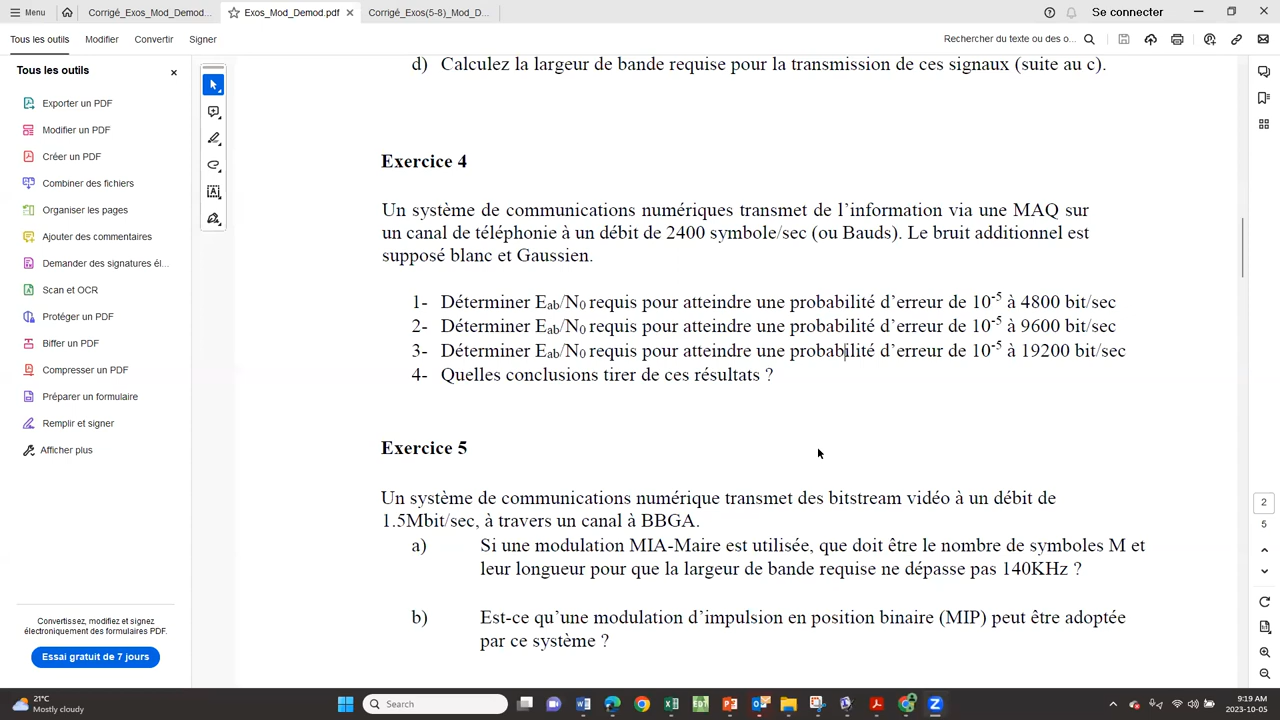 Menu
Corrigé_Exos_Mod_Demod...
Exos_Mod_Demod.pdf
Corrigé_Exos(5-8)_Mod_D...
Se connecter
Tous les outils
Modifier
Convertir
Signer
Rechercher du texte ou des o...
Tous les outils
Exporter un PDF
Modifier un PDF
Créer un PDF
Combiner des fichiers
Organiser les pages
Ajouter des commentaires
Demander des signatures él...
Scan et OCR
Protéger un PDF
Biffer un PDF
Compresser un PDF
Préparer un formulaire
Remplir et signer
Afficher plus
Convertissez, modifiez et signez
électroniquement des formulaires PDF.
Essai gratuit de 7 jours
d) Calculez la largeur de bande requise pour la transmission de ces signaux (suite au c).
Exercice 4
Un système de communications numériques transmet de l’information via une MAQ sur
un canal de téléphonie à un débit de 2400 symbole/sec (ou Bauds). Le bruit additionnel est
supposé blanc et Gaussien.
1- Déterminer Eab/N0 requis pour atteindre une probabilité d’erreur de 10-5 à 4800 bit/sec
2- Déterminer Eab/N0 requis pour atteindre une probabilité d’erreur de 10-5 à 9600 bit/sec
3- Déterminer Eab/N0 requis pour atteindre une probabilité d’erreur de 10-5 à 19200 bit/sec
4- Quelles conclusions tirer de ces résultats ?
Exercice 5
Un système de communications numérique transmet des bitstream vidéo à un débit de
1.5Mbit/sec, à travers un canal à BBGA.
a) Si une modulation MIA-Maire est utilisée, que doit être le nombre de symboles M et
leur longueur pour que la largeur de bande requise ne dépasse pas 140KHz ?
b) Est-ce qu’une modulation d’impulsion en position binaire (MIP) peut être adoptée
par ce système ?
2
5
21°C
Mostly cloudy
Search
9:19 AM
2023-10-05